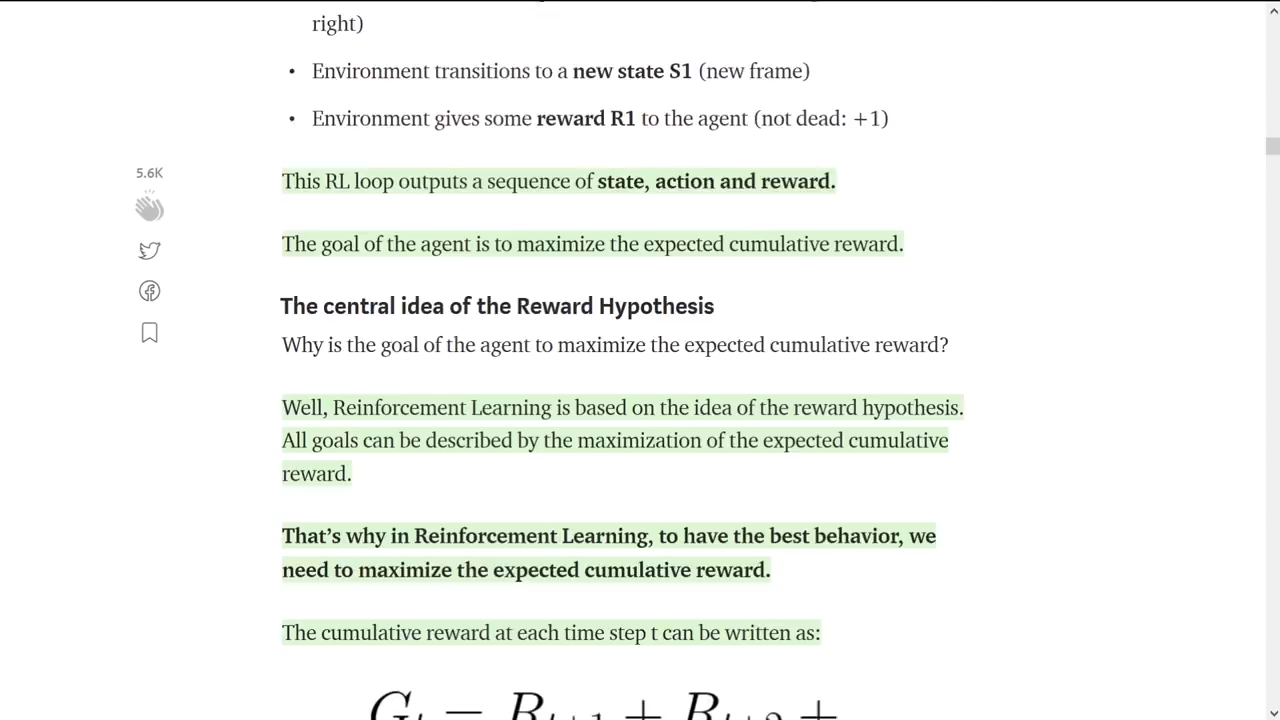 right)
• Environment transitions to a new state S1 (new frame)
• Environment gives some reward R1 to the agent (not dead: +1)
5.6K
This RL loop outputs a sequence of state, action and reward.
The goal of the agent is to maximize the expected cumulative reward.
The central idea of the Reward Hypothesis
Why is the goal of the agent to maximize the expected cumulative reward?
Well, Reinforcement Learning is based on the idea of the reward hypothesis.
All goals can be described by the maximization of the expected cumulative
reward.
That’s why in Reinforcement Learning, to have the best behavior, we
need to maximize the expected cumulative reward.
The cumulative reward at each time step t can be written as: